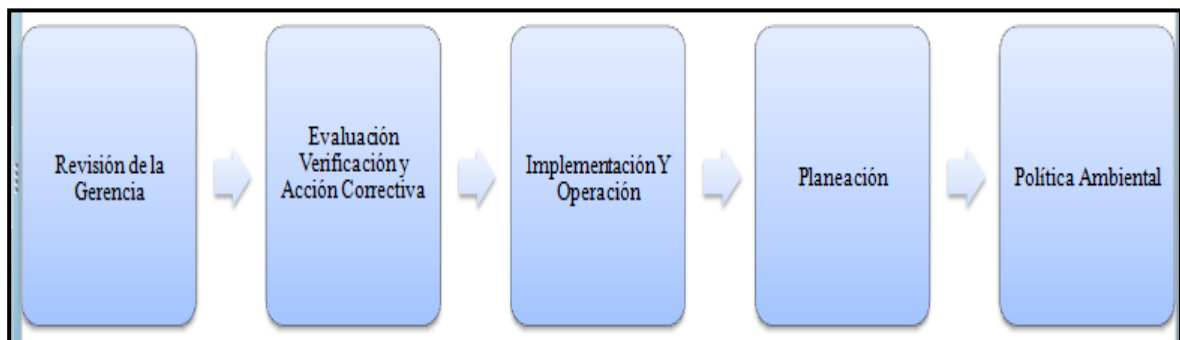 Revisión de la
Gerencia
Evaluación
Verificación y
Acción Correctiva
Implementación Y
Operación
Planeación
Política Ambiental